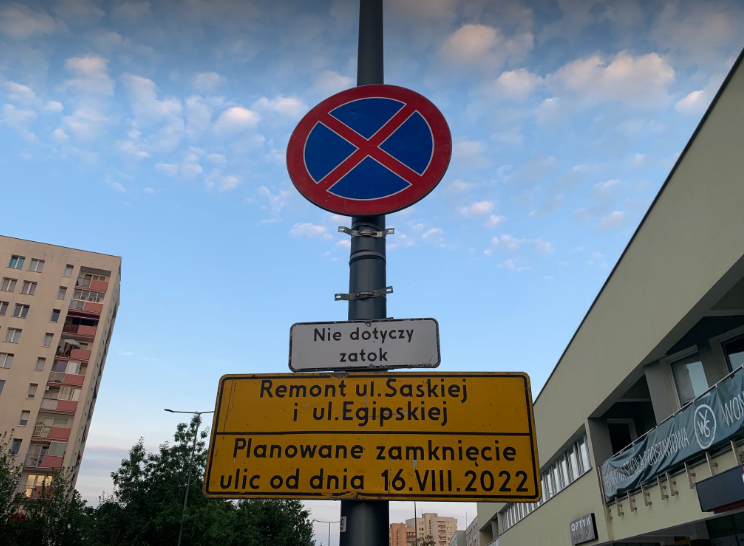 Nie dotyczy
zatok
Remont ul.Saskiej
i ul.Egipskiej
Planowane zamknięcie
ulic od dnia 16.VIII.2022